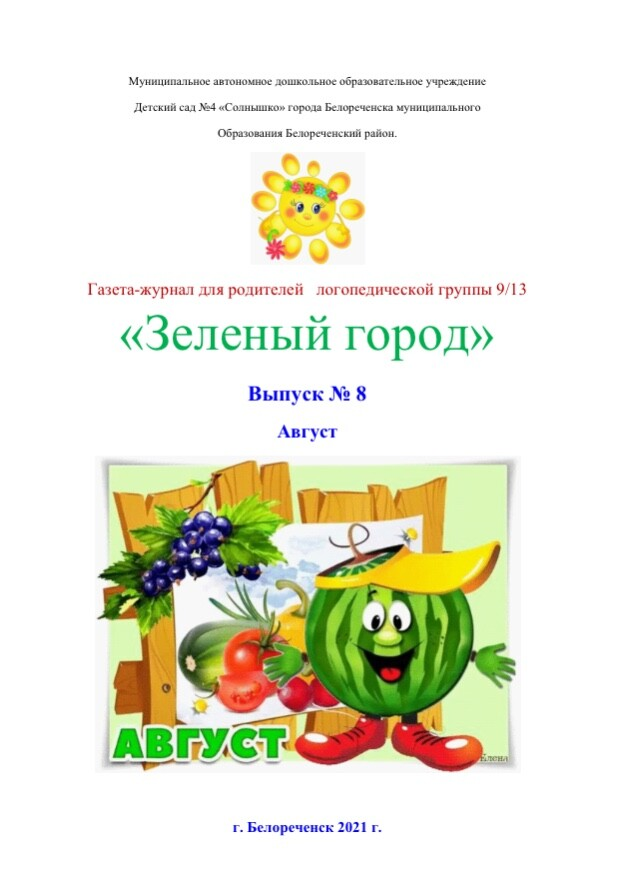 Муниципальное автономное дошкольное образовательное учреждение
Детский сад №4 «Солнышко» города Белореченска муниципального
Образования Белореченский район.
Газета-журнал для родителей логопедической группы 9/13
«Зеленый город»
Выпуск № 8
Август
АВГУСТ
Елена
г. Белореченск 2021 г.